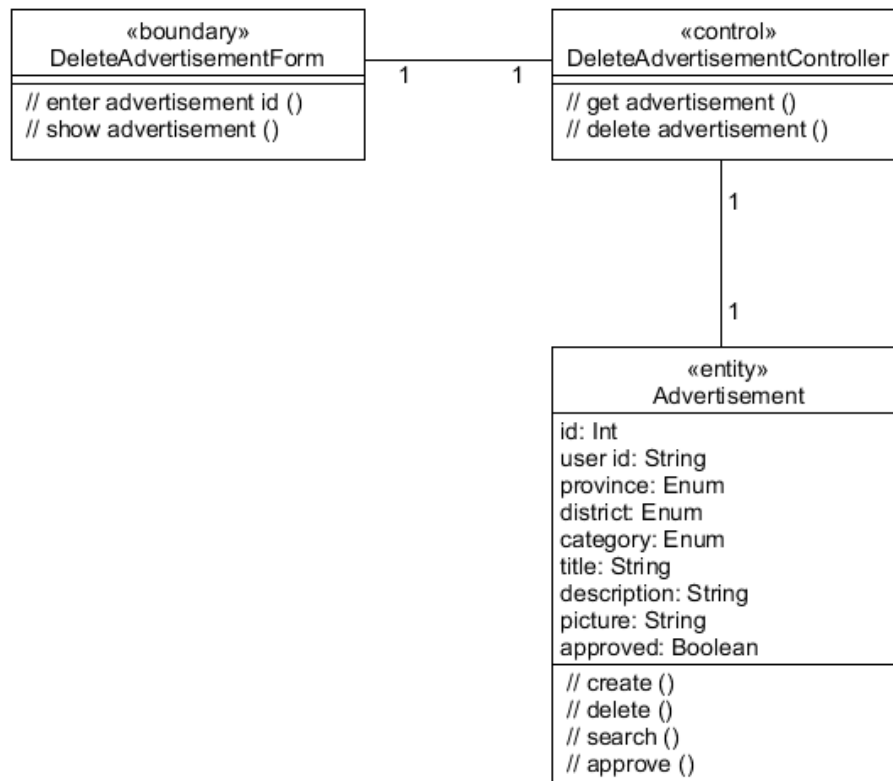 «boundary»
DeleteAdvertisementForm
// enter advertisement id ()
// show advertisement ()
1
1
«control»
DeleteAdvertisementController
// get advertisement ()
// delete advertisement ()
1
1
«entity»
Advertisement
id: Int
user id: String
province: Enum
district: Enum
category: Enum
title: String
description: String
picture: String
approved: Boolean
// create ()
// delete ()
// search ()
// approve ()